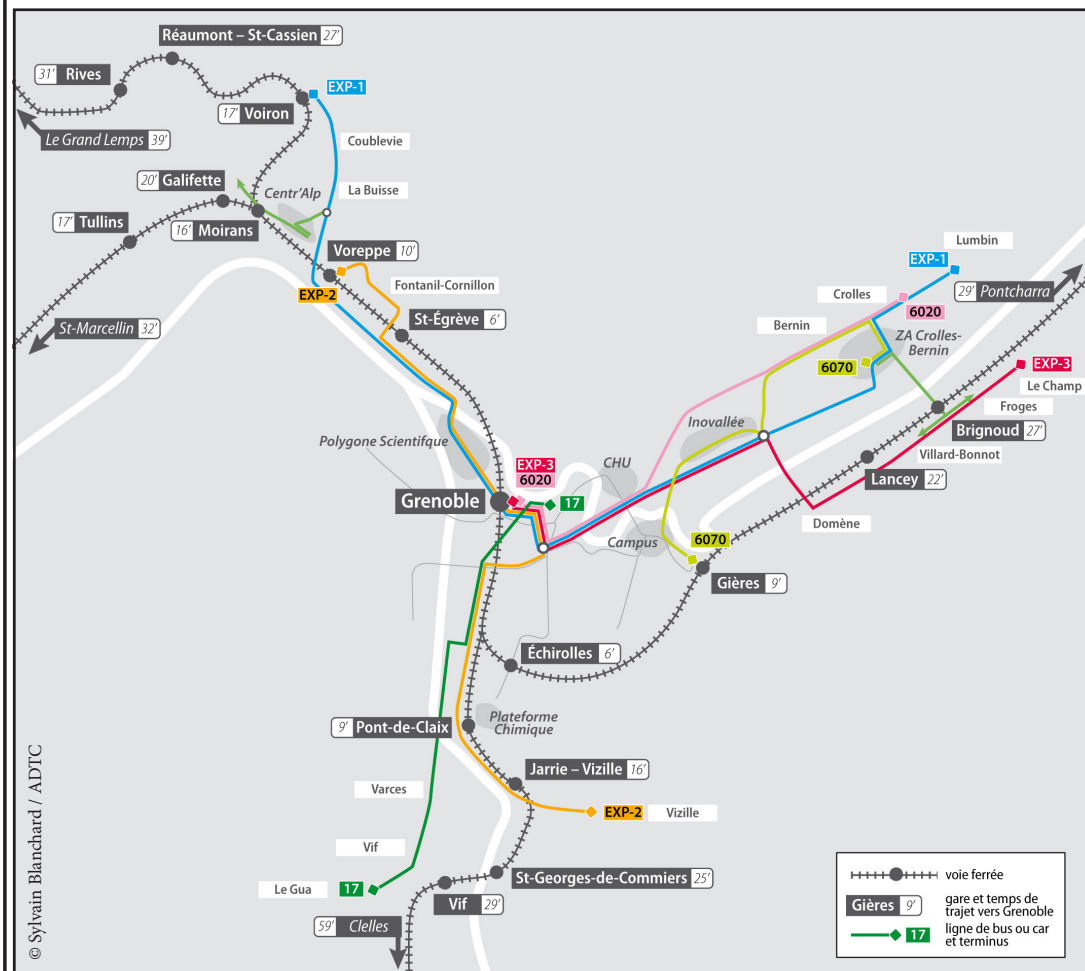 Réaumont – St-Cassien 27'
31' Rives
EXP-1
17' Voiron
Le Grand Lemps 39'
Coublevie
20' Galifette
Centr'Alp
La Buisse
17' Tullins
16' Moirans
Voreppe 10'
EXP-2
Fontanil-Cornillon
St-Égrève 6'
St-Marcellin 32'
Lumbin
EXP-1
29' Pontcharra
Crolles
6020
Bernin
ZA Crolles-
Bernin
6070
EXP-3
Le Champ
Froges
Brignoud 27'
Villard-Bonnot
Inovallée
Polygone Scientifque
CHU
Lancey 22'
EXP-3
6020
Grenoble
17
Domène
Campus
6070
Gières 9'
Échirolles 6'
9' Pont-de-Claix
Plateforme
Chimique
Jarrie – Vizille 16'
Varces
EXP-2
Vizille
Vif
Le Gua
17
St-Georges-de-Commiers 25'
Vif 29'
59' Clelles
voie ferrée
Gières 9'
gare et temps de
trajet vers Grenoble
17
ligne de bus ou car
et terminus
© Sylvain Blanchard / ADTC